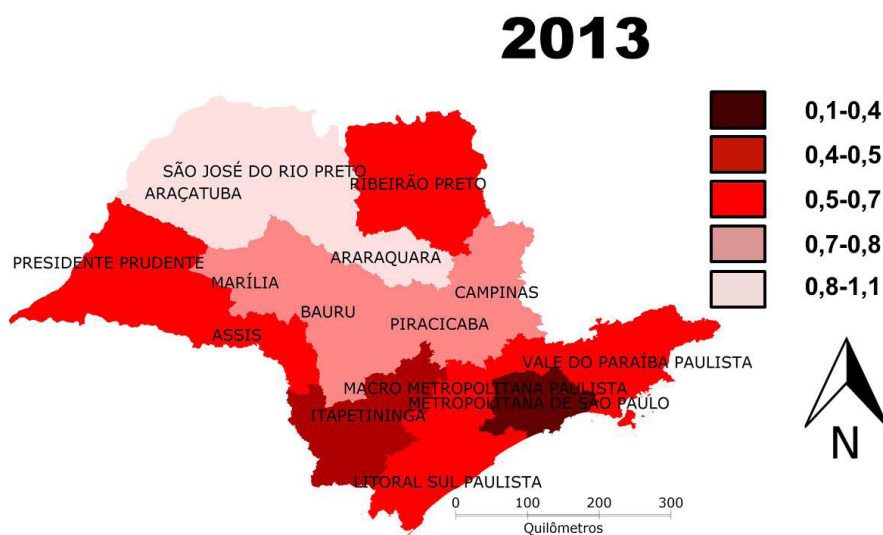 2013
0,1-0,4
0,4-0,5
0,5-0,7
0,7-0,8
0,8-1,1
SÃO JOSÉ DO RIO PRETO
RIBEIRÃO PRETO
ARAÇATUBA
ARARAQUARA
PRESIDENTE PRUDENTE
MARÍLIA
CAMPINAS
BAURU
PIRACICABA
ASSIS
VALE DO PARAÍBA PAULISTA
MACRO METROPOLITANA PAULISTA
METROPOLITANA DE SÃO PAULO
ITAPETININGA
LITORAL SUL PAULISTA
N
0 100 200 300
Quilômetros